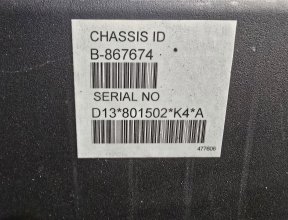 CHASSIS ID
B-867674
SERIAL NO
D13*801502*K4*A
477606